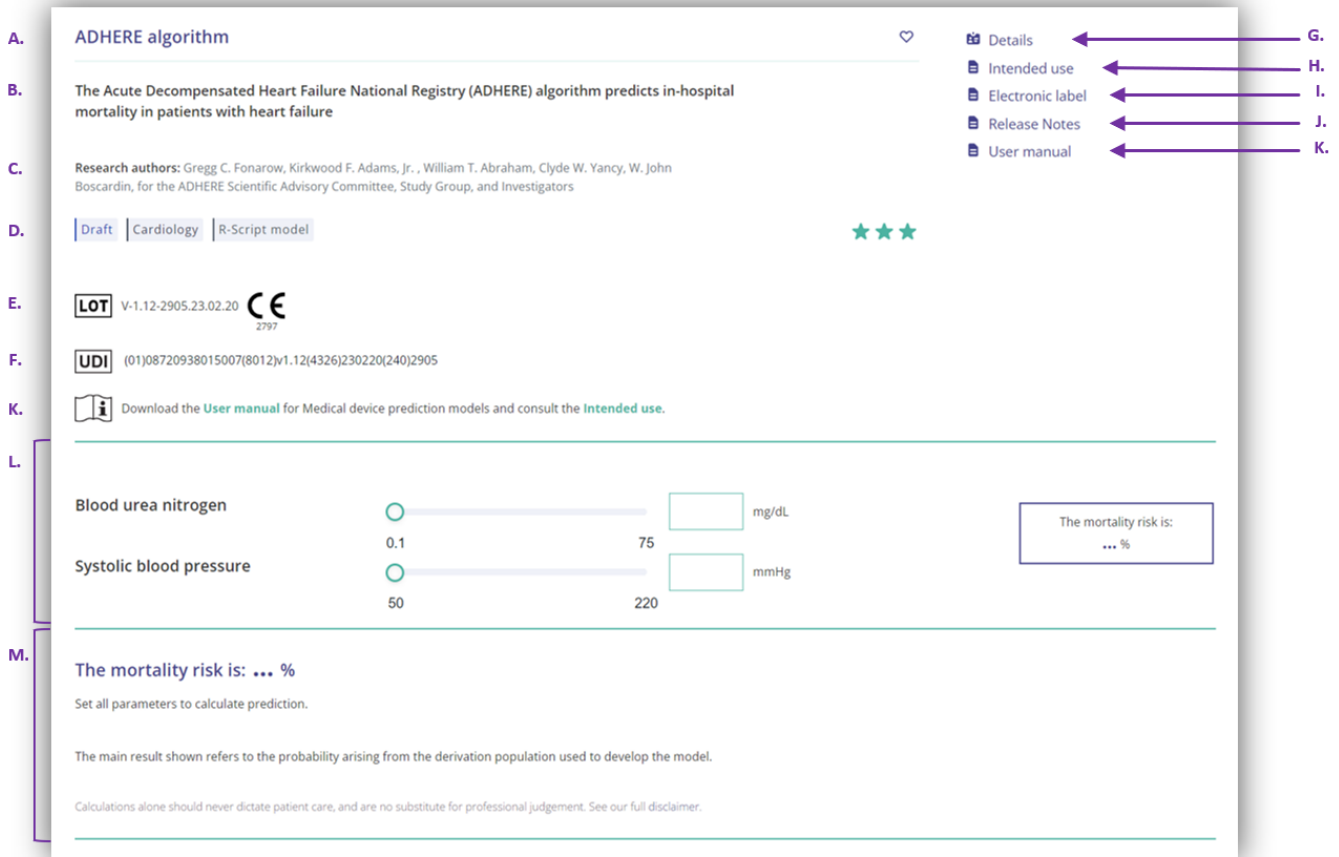 A.
ADHERE algorithm
Details
G.
Intended use
H.
B.
The Acute Decompensated Heart Failure National Registry (ADHERE) algorithm predicts in-hospital
mortality in patients with heart failure
Electronic label
I.
Release Notes
J.
User manual
K.
C.
Research authors: Gregg C. Fonarow, Kirkwood F. Adams, Jr. , William T. Abraham, Clyde W. Yancy, W. John
Boscardin, for the ADHERE Scientific Advisory Committee, Study Group, and Investigators
D.
Draft Cardiology R-Script model
E.
LOT V-1.12-2905.23.02.20 CE
2797
F.
UDI (01)08720938015007(8012)v1.12(4326)230220(240)2905
K.
i Download the User manual for Medical device prediction models and consult the Intended use.
L.
Blood urea nitrogen
mg/dL
0.1 75
The mortality risk is:
... %
Systolic blood pressure
mmHg
50 220
M.
The mortality risk is: ... %
Set all parameters to calculate prediction.
The main result shown refers to the probability arising from the derivation population used to develop the model.
Calculations alone should never dictate patient care, and are no substitute for professional judgement. See our full disclaimer.